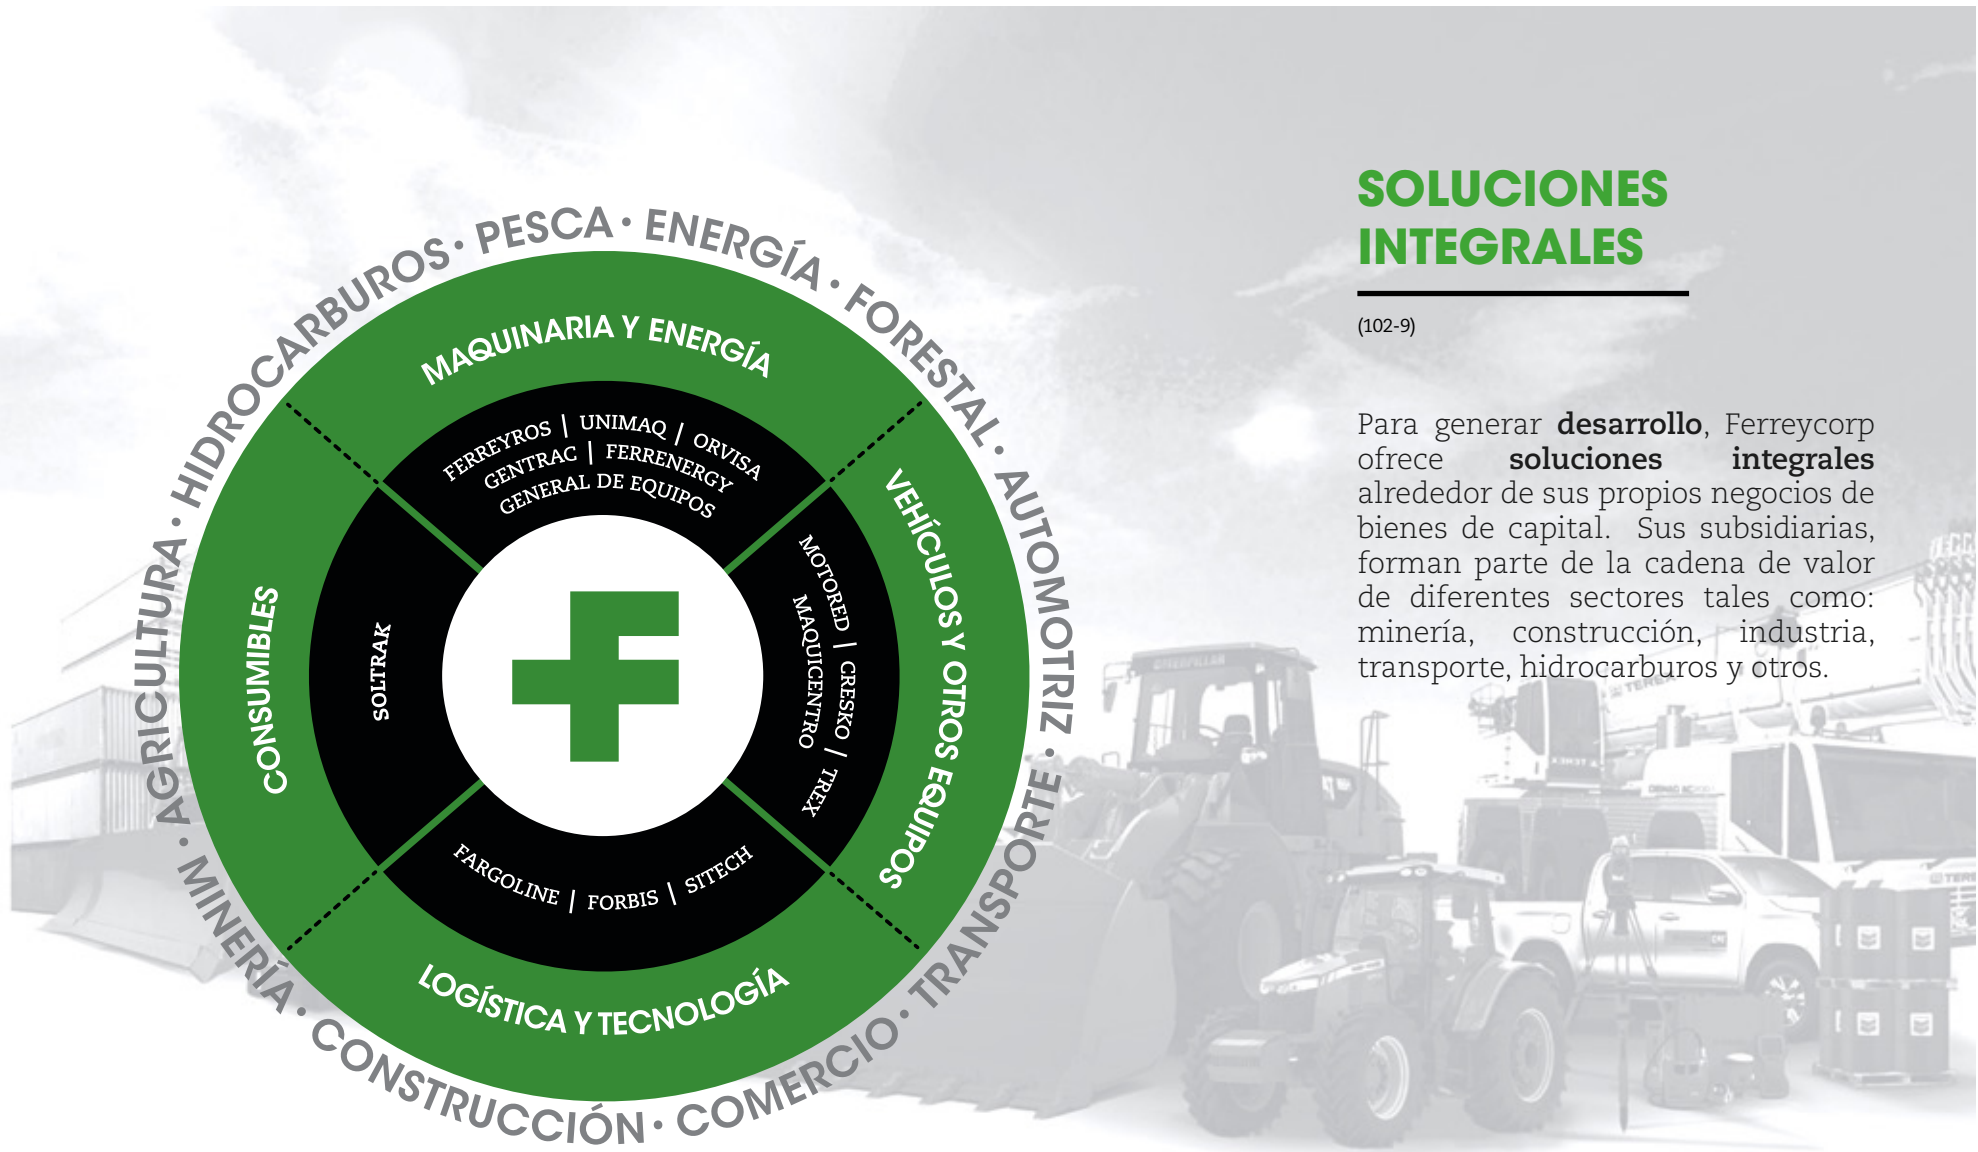 HIDROCARBUROS · PESCA · ENERGÍA · FORESTAL · AUTOMOTRIZ · TRANSPORTE · COMERCIO · CONSTRUCCIÓN · MINERÍA · AGRICULTURA ·
MAQUINARIA Y ENERGÍA
FERREYROS | UNIMAQ | ORVISA
GENTRAC | FERRENERGY
GENERAL DE EQUIPOS
VEHÍCULOS Y OTROS EQUIPOS
MOTORED | CRESKO | TREX
MAQUICENTRO
LOGÍSTICA Y TECNOLOGÍA
FARGOLINE | FORBIS | SITECH
CONSUMIBLES
SOLTRAK
SOLUCIONES
INTEGRALES
(102-9)
Para generar desarrollo, Ferreycorp
ofrece soluciones integrales
alrededor de sus propios negocios de
bienes de capital. Sus subsidiarias,
forman parte de la cadena de valor
de diferentes sectores tales como:
minería, construcción, industria,
transporte, hidrocarburos y otros.
CATERPILLAR
TEREX
TEREX